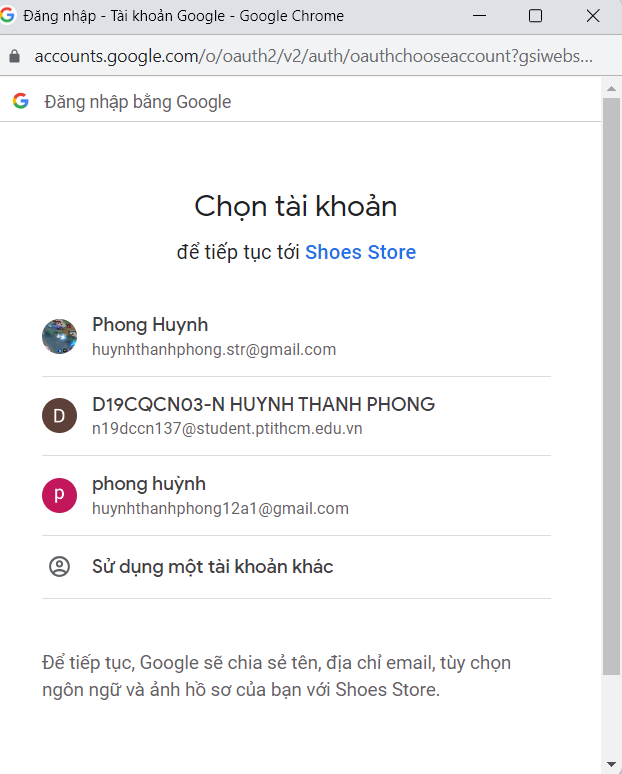 Đăng nhập - Tài khoản Google - Google Chrome
accounts.google.com/o/oauth2/v2/auth/oauthchooseaccount?gsiwebs...
Đăng nhập bằng Google
Chọn tài khoản
để tiếp tục tới Shoes Store
Phong Huynh
huynhthanhphong.str@gmail.com
D
D19CQCN03-N HUYNH THANH PHONG
n19dccn137@student.ptithcm.edu.vn
p
phong huỳnh
huynhthanhphong12a1@gmail.com
Sử dụng một tài khoản khác
Để tiếp tục, Google sẽ chia sẻ tên, địa chỉ email, tùy chọn
ngôn ngữ và ảnh hồ sơ của bạn với Shoes Store.